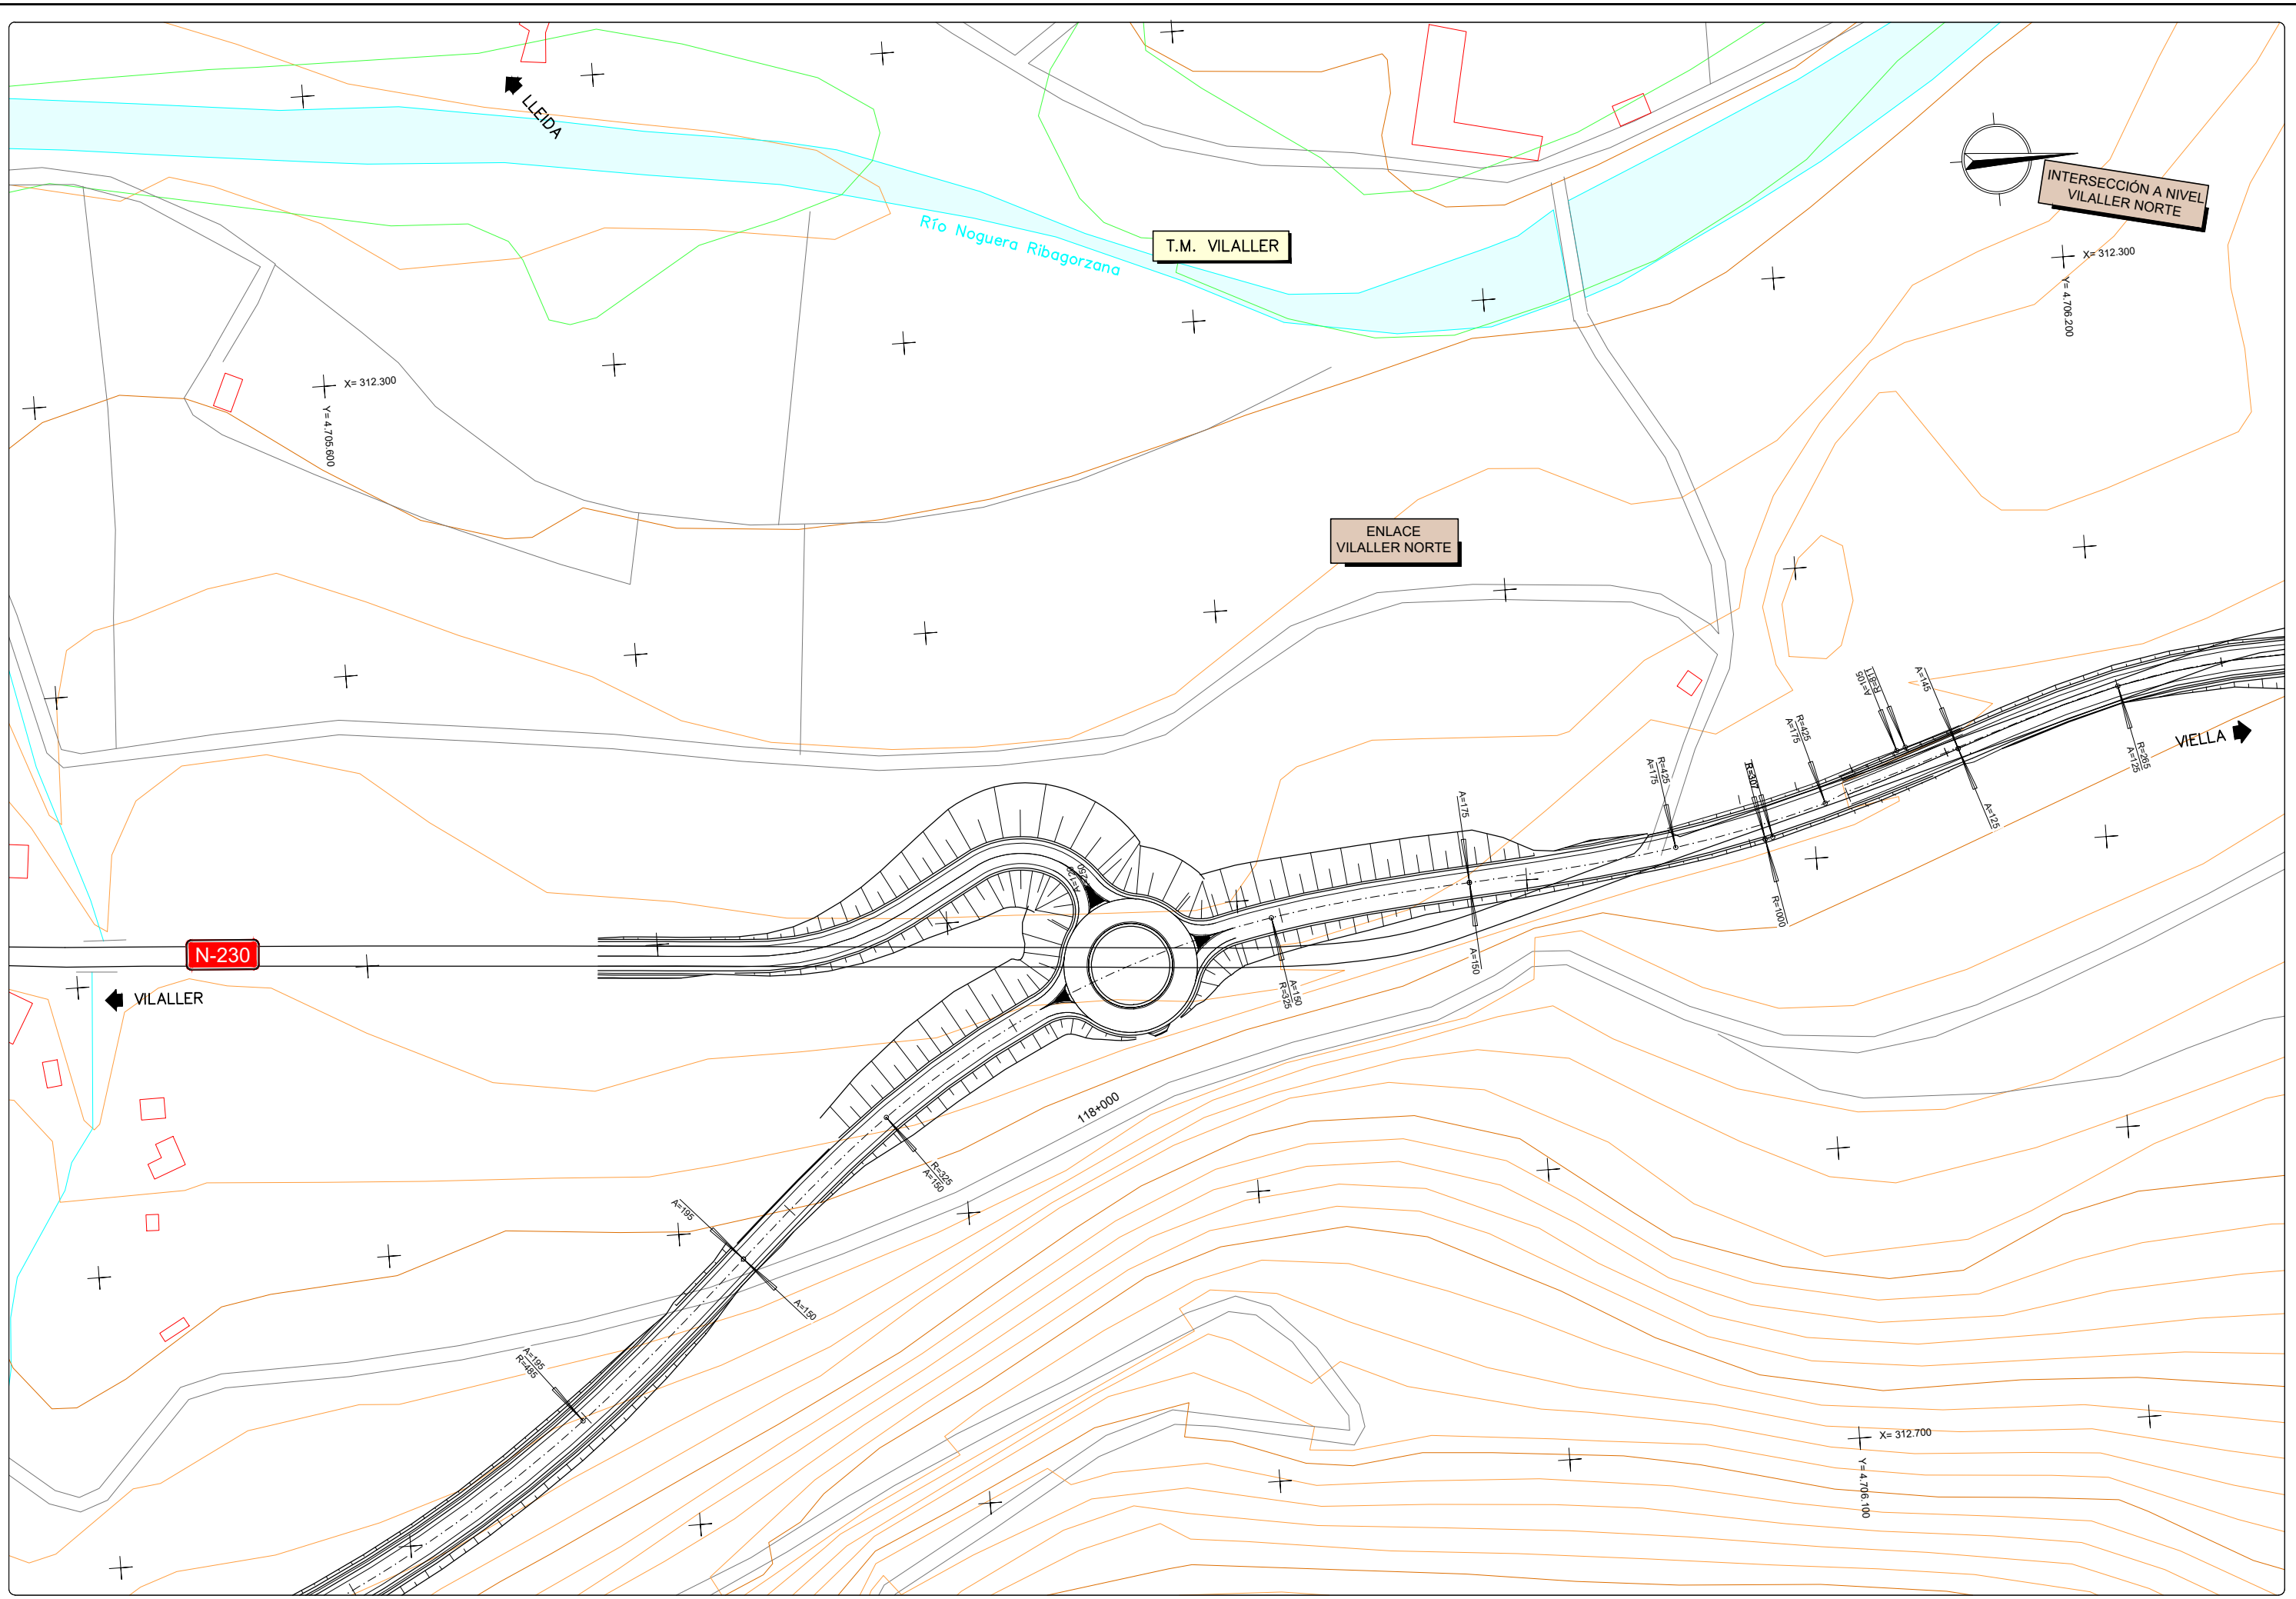 LLEIDA
INTERSECCIÓN A NIVEL
VILALLER NORTE
Río Noguera Ribagorzana
T.M. VILALLER
X= 312.300
Y= 4.706.200
X= 312.300
Y= 4.705.600
ENLACE
VILALLER NORTE
A=105
R=811
A=145
R=425
A=175
VIELLA
R=265
A=125
R=425
A=175
A=175
A=125
R=1000
N-230
A=150
A=150
R=325
VILALLER
118+000
R=325
A=150
A=195
A=150
A=195
R=485
X= 312.700
Y= 4.706.100